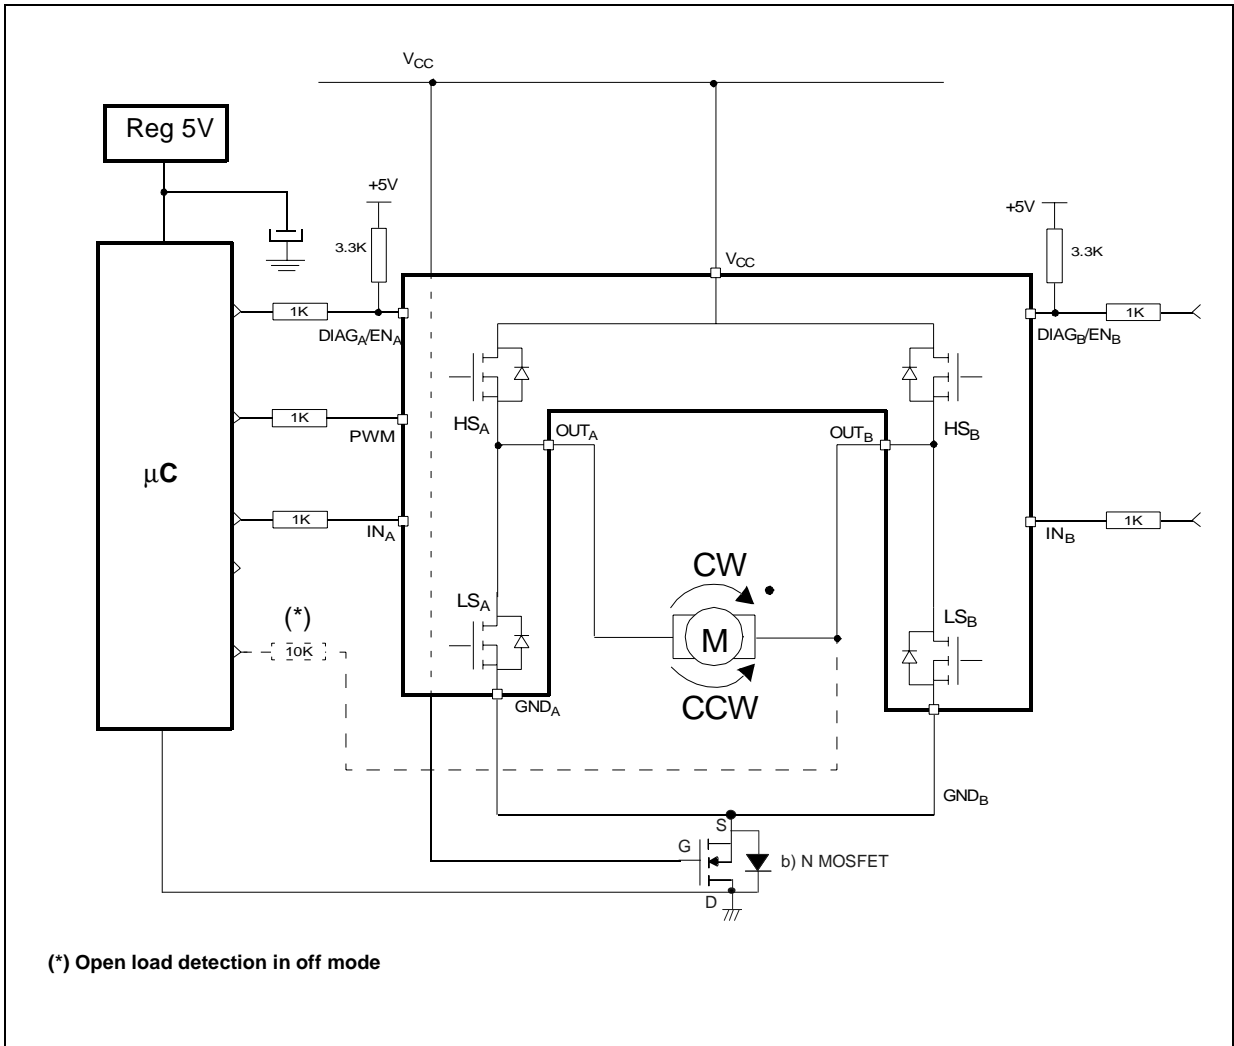 VCC
Reg 5V
+5V
+5V
3.3K
3.3K
VCC
1K
1K
DIAGA/ENA
DIAGB/ENB
HSA
HSB
1K
PWM
OUTA
OUTB
μC
1K
1K
INA
INB
CW
LSA
LSB
(*)
10K
M
CCW
GNDA
GNDB
S
G
b) N MOSFET
D
(*) Open load detection in off mode